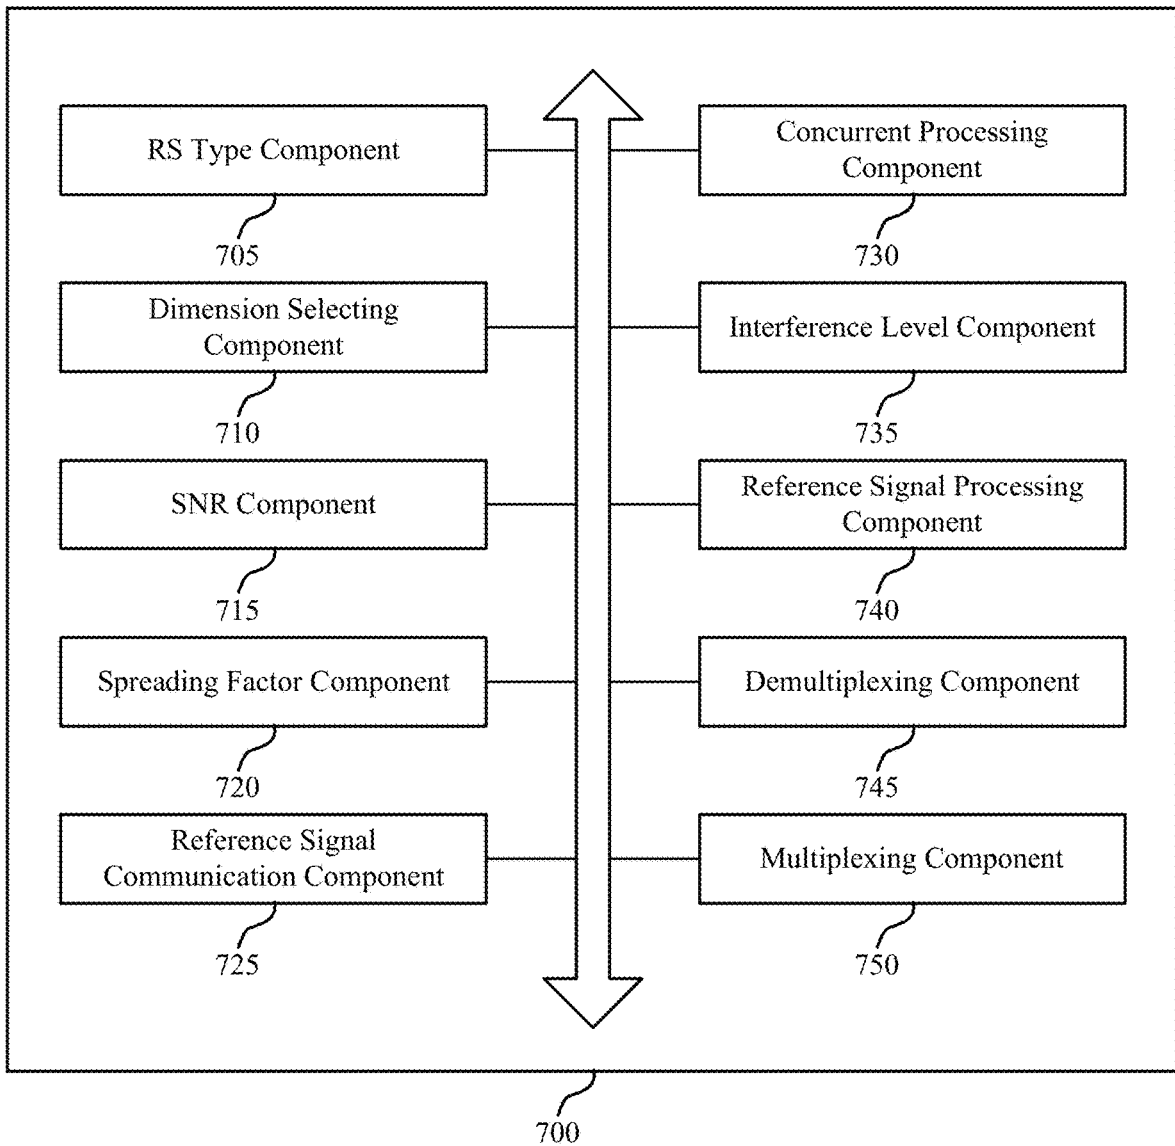 RS Type Component
705
Dimension Selecting
Component
710
SNR Component
715
Spreading Factor Component
720
Reference Signal
Communication Component
725
Concurrent Processing
Component
730
Interference Level Component
735
Reference Signal Processing
Component
740
Demultiplexing Component
745
Multiplexing Component
750
700